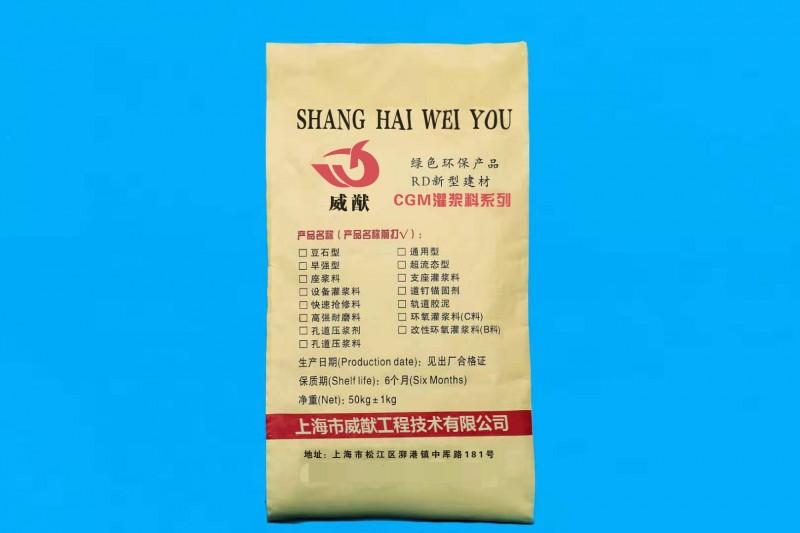 SHANG HAI WEI YOU
绿色环保产品
RD新型建材
威猷
CGM灌浆料系列
产品名称（产品名称前打√）：
□豆石型 □通用型
□早强型 □超流态型
□座浆料 □支座灌浆料
□设备灌浆料 □道钉锚固剂
□快速抢修料 □轨道胶泥
□高强耐磨料 □环氧灌浆料(C料)
□孔道压浆剂 □改性环氧灌浆料(B料)
□孔道压浆料
生产日期(Production date)：见出厂合格证
保质期(Shelf life)：6个月(Six Months)
净重(Net)：50kg±1kg
上海市威猷工程技术有限公司
地址：上海市松江区泖港镇中厍路181号